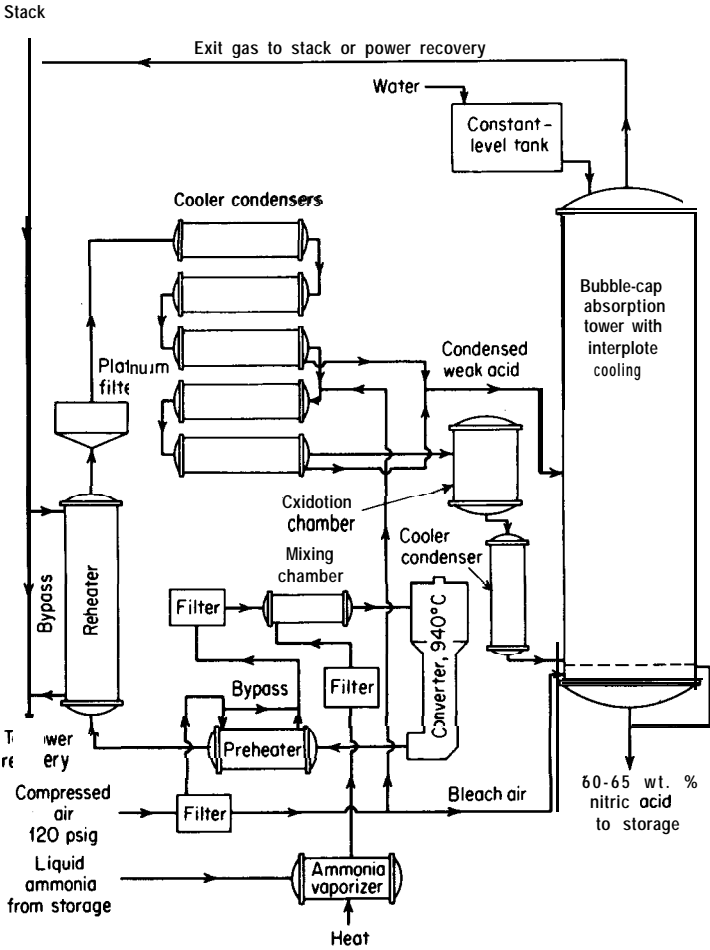 Stack
Exit gas to stack or power recovery
Water
Constant-
level tank
Cooler condensers
Bubble-cap
absorption
tower with
interplote
cooling
Condensed
weak acid
Platinum
filte
Cxidotion
chamber
Cooler
condenser
Mixing
chamber
Filter
Converter, 940°C
Bypass
Reheater
Filter
Bypass
Preheater
Compressed
air
120 psig
Filter
Bleach air
60-65 wt. %
nitric acid
to storage
Liquid
ammonia
from storage
Ammonia
vaporizer
Heat